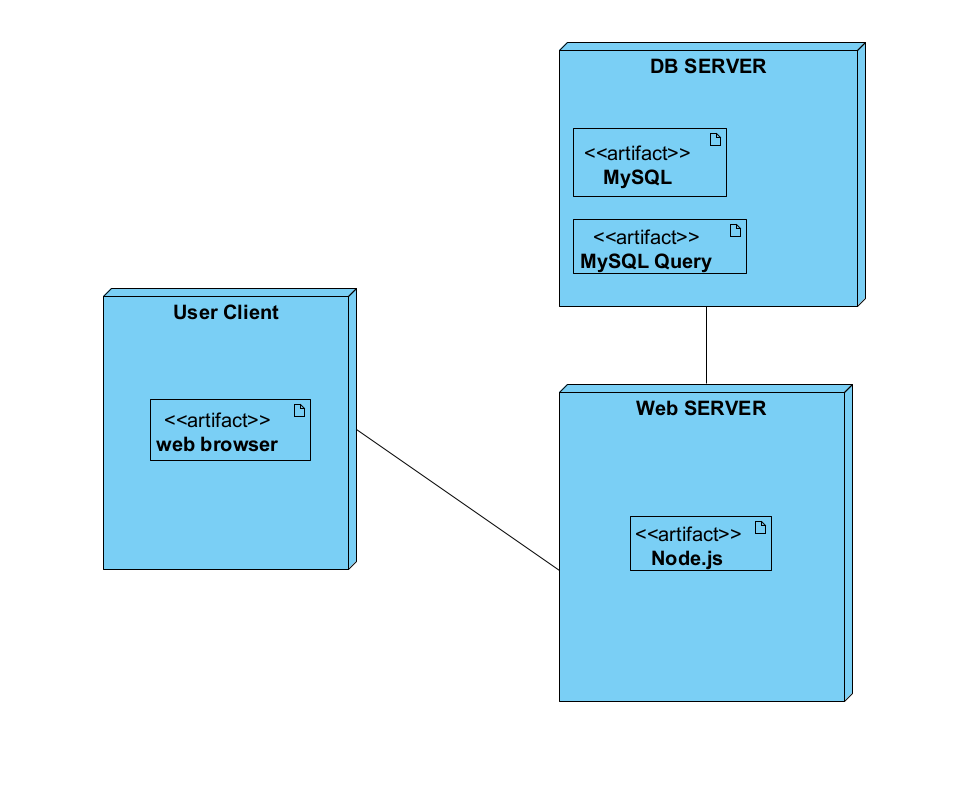 DB SERVER
<<artifact>>
MySQL
<<artifact>>
MySQL Query
User Client
<<artifact>>
web browser
Web SERVER
<<artifact>>
Node.js